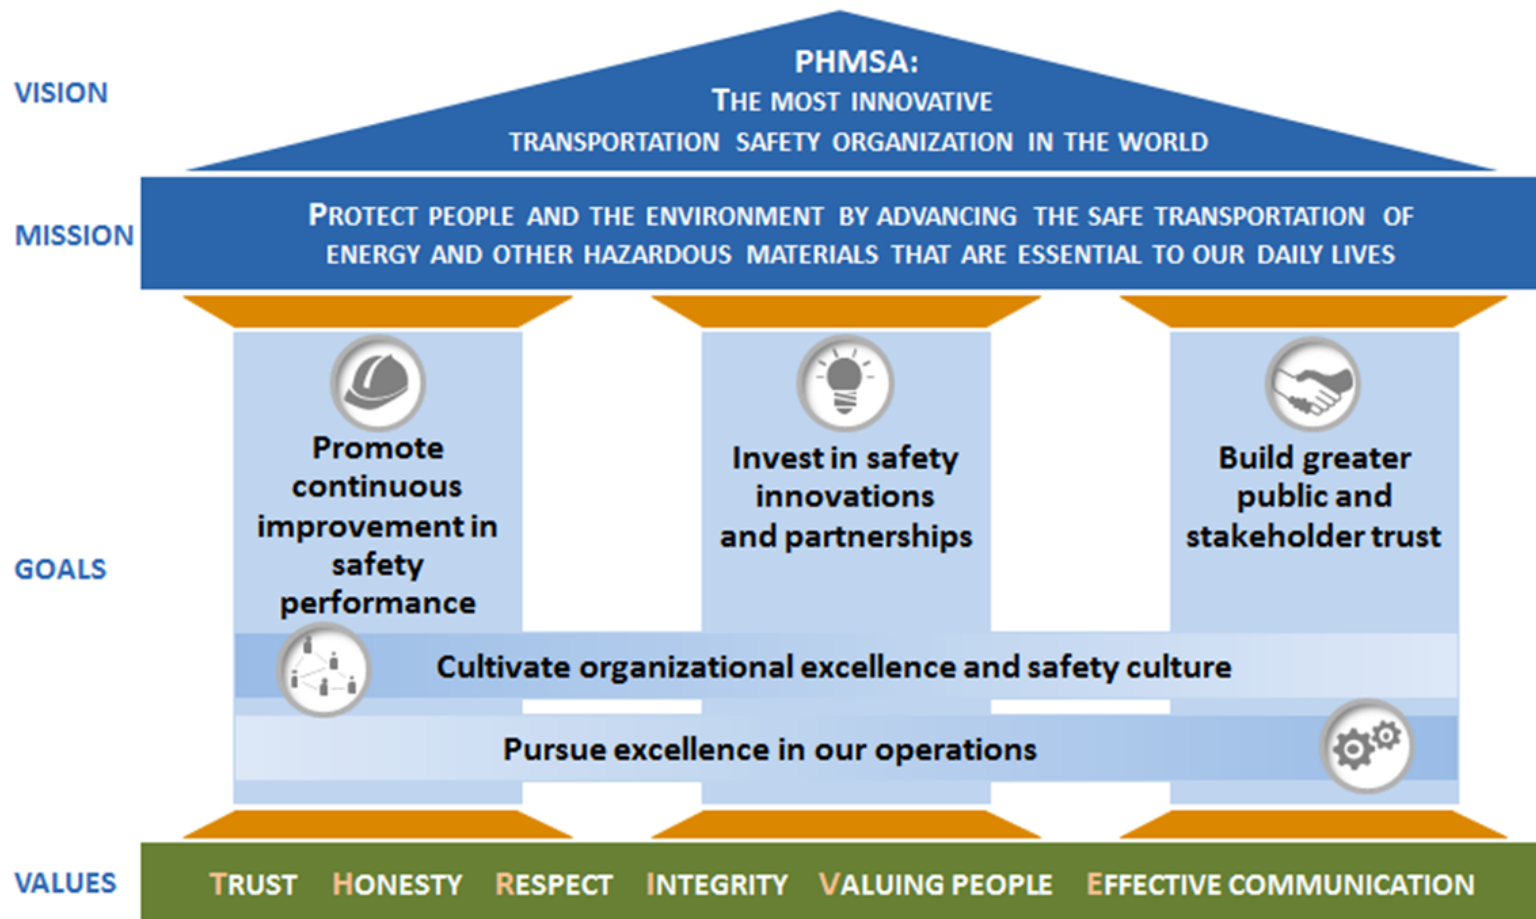 VISION
PHMSA:
THE MOST INNOVATIVE
TRANSPORTATION SAFETY ORGANIZATION IN THE WORLD
MISSION
PROTECT PEOPLE AND THE ENVIRONMENT BY ADVANCING THE SAFE TRANSPORTATION OF
ENERGY AND OTHER HAZARDOUS MATERIALS THAT ARE ESSENTIAL TO OUR DAILY LIVES
GOALS
Promote
continuous
improvement in
safety
performance
Invest in safety
innovations
and partnerships
Build greater
public and
stakeholder trust
Cultivate organizational excellence and safety culture
Pursue excellence in our operations
VALUES
TRUST HONESTY RESPECT INTEGRITY VALUING PEOPLE EFFECTIVE COMMUNICATION